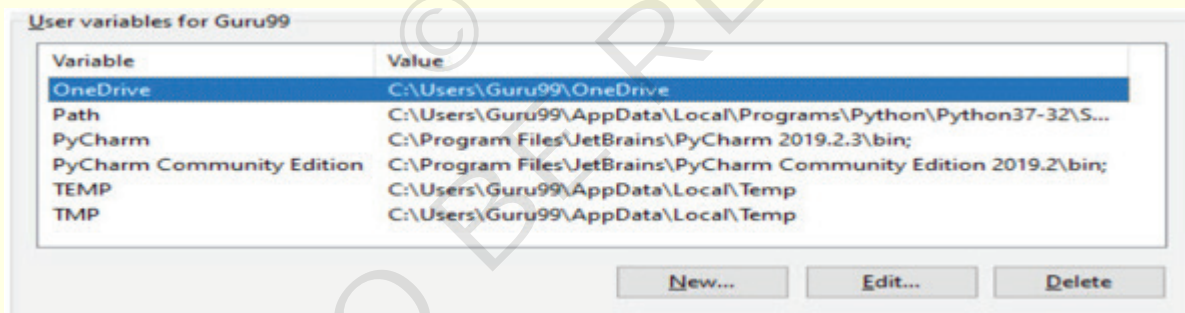 User variables for Guru99
Variable Value
OneDrive C:\Users\Guru99\OneDrive
Path C:\Users\Guru99\AppData\Local\Programs\Python\Python37-32\S...
PyCharm C:\Program Files\JetBrains\PyCharm 2019.2.3\bin;
PyCharm Community Edition C:\Program Files\JetBrains\PyCharm Community Edition 2019.2\bin;
TEMP C:\Users\Guru99\AppData\Local\Temp
TMP C:\Users\Guru99\AppData\Local\Temp
New... Edit... Delete